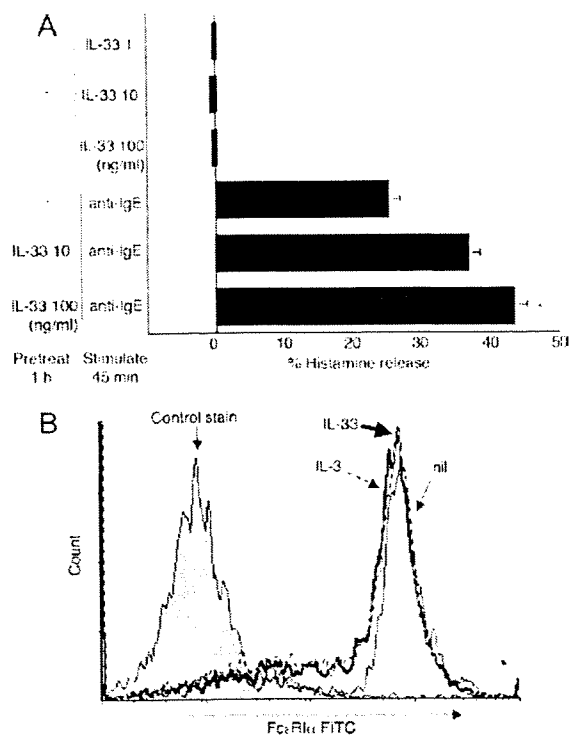 A
IL-33 1
- IL-33 10
IL-33 100
(ng/ml)
- anti-IgE
IL-33 10 anti-IgE
IL-33 100 anti-IgE
(ng/ml)
0 10 20 30 40 50
Pretreat Stimulate % Histamine release
1 h 45 min
B
Control stain
IL-33
IL-3
nil
Count
FcεRIα FITC